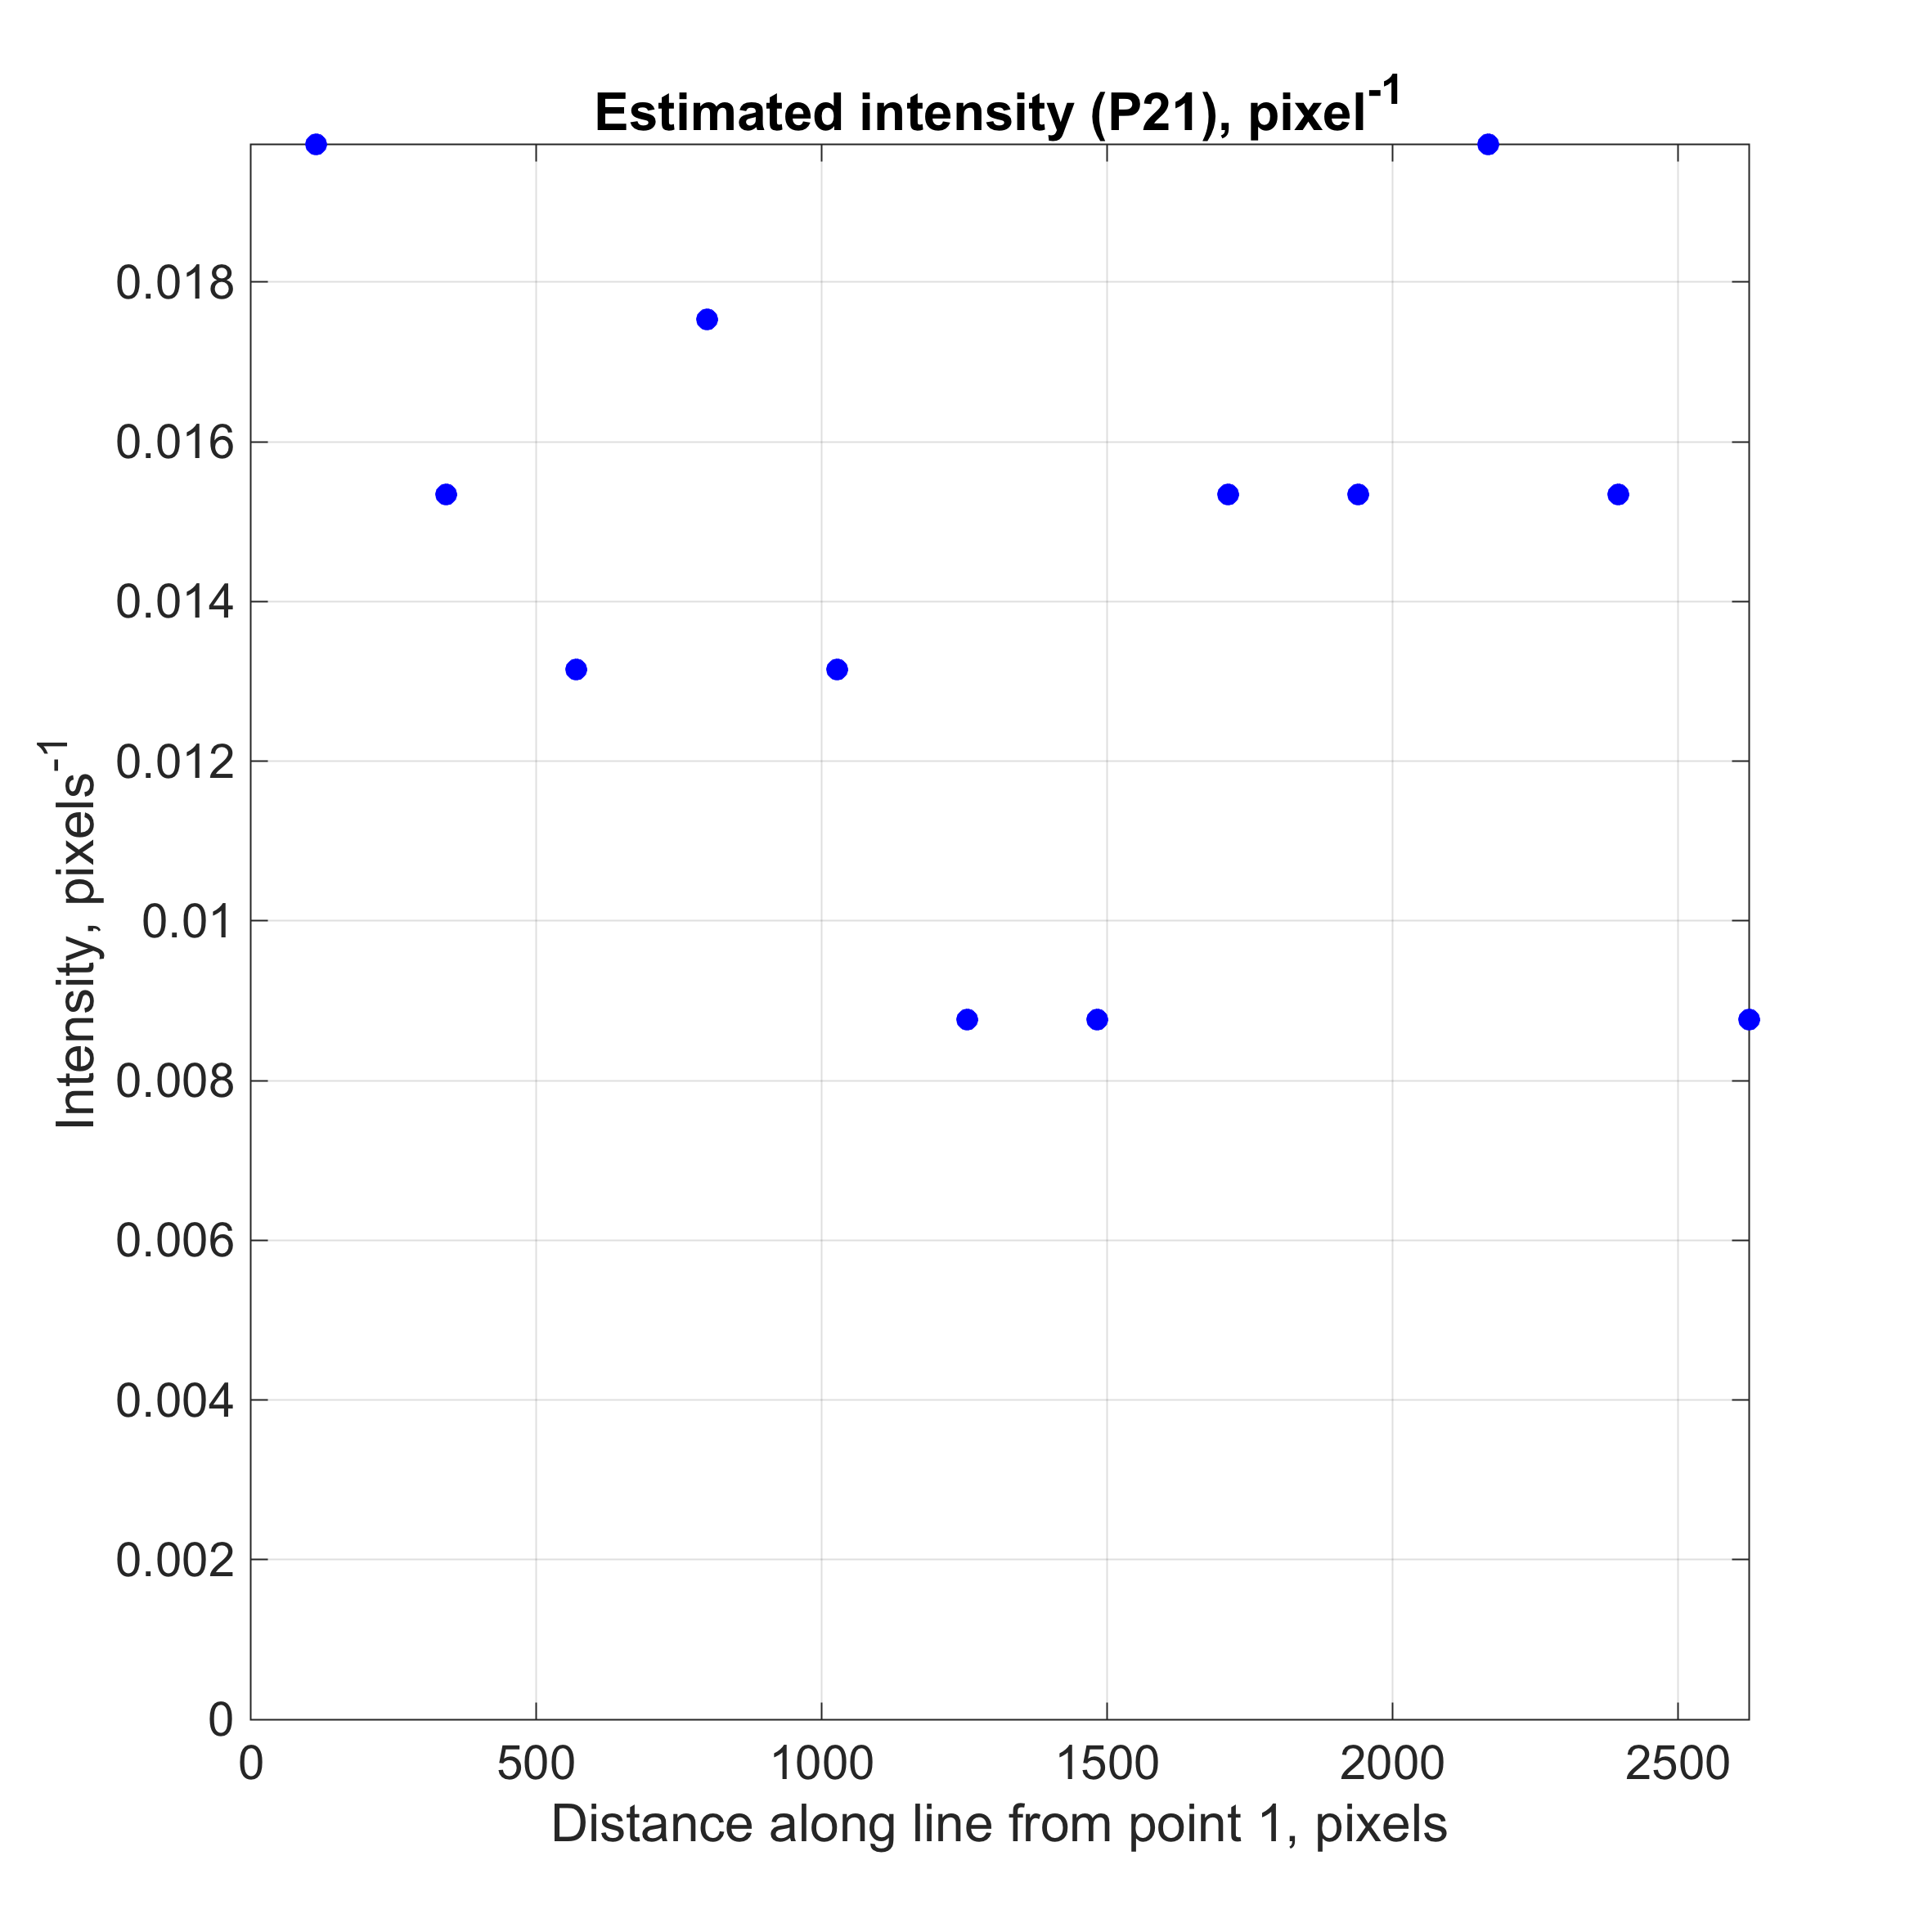 Estimated intensity (P21), pixel⁻¹
Intensity, pixels⁻¹
0.018
0.016
0.014
0.012
0.01
0.008
0.006
0.004
0.002
0
0 500 1000 1500 2000 2500
Distance along line from point 1, pixels